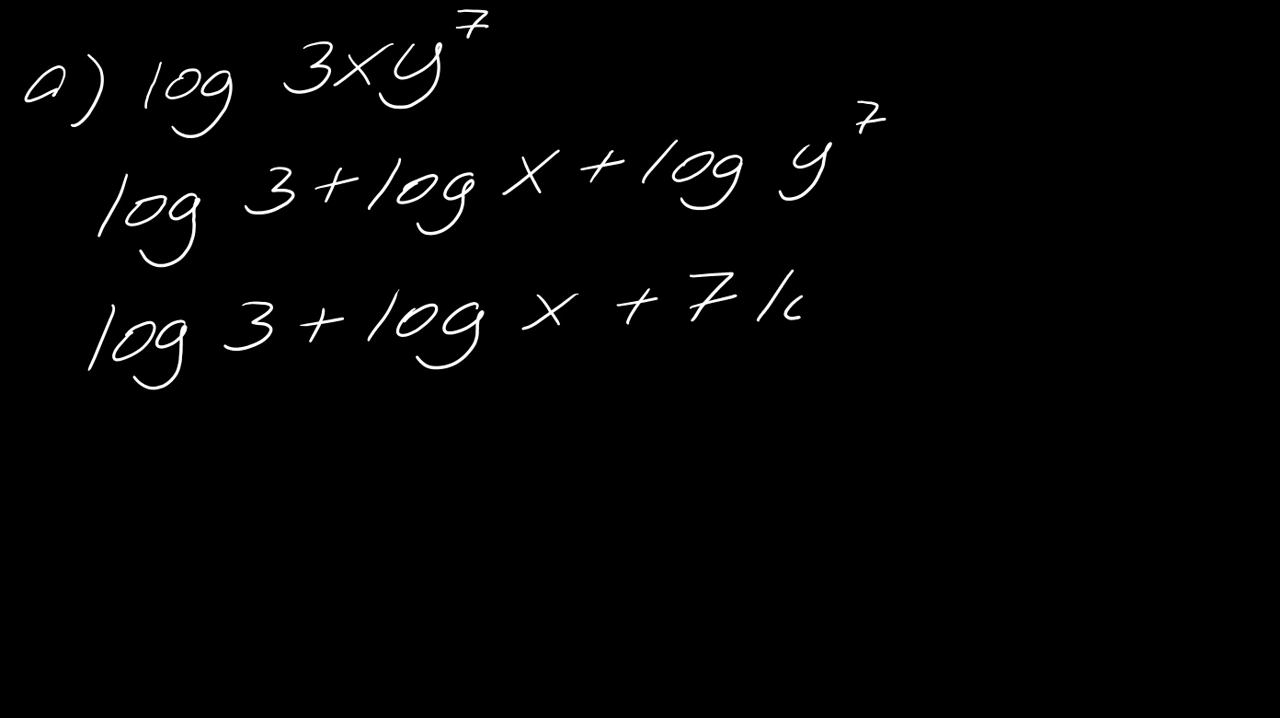 a) log 3xy⁷
log 3 + log x + log y⁷
log 3 + log x + 7 l